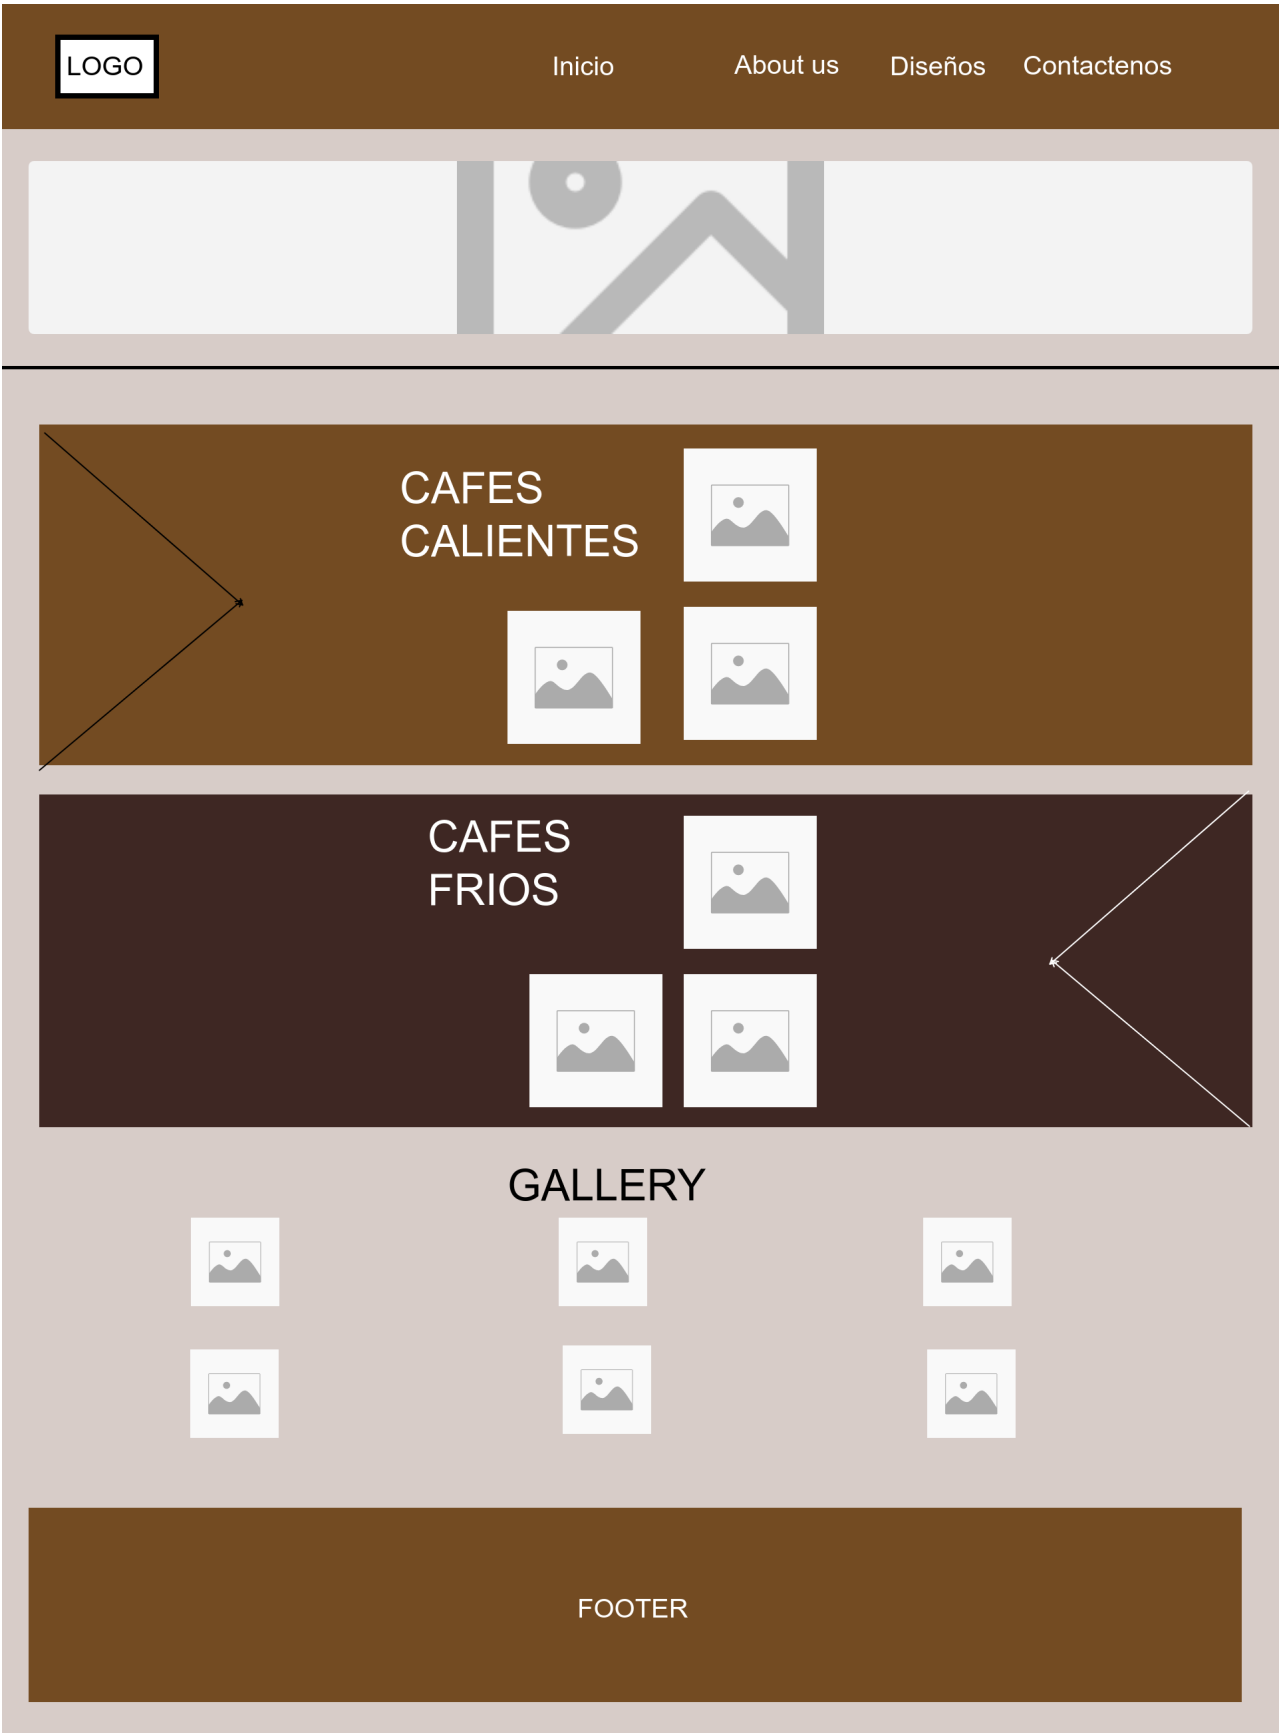 LOGO
Inicio
About us
Diseños
Contactenos
CAFES
CALIENTES
CAFES
FRIOS
GALLERY
FOOTER